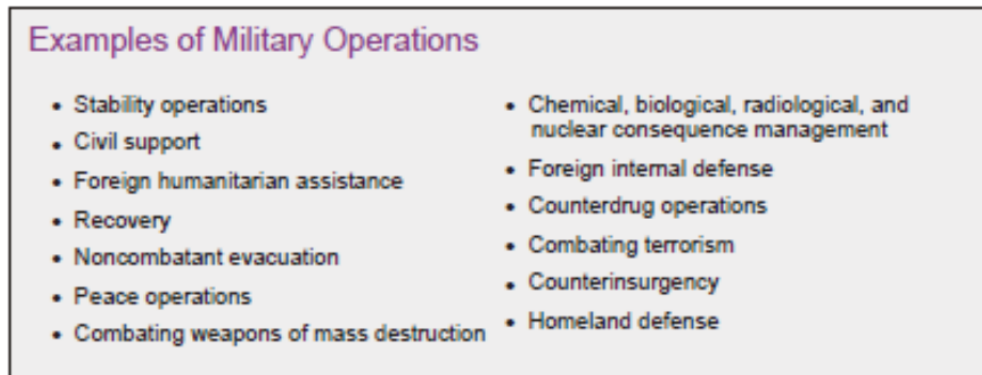 Examples of Military Operations
• Stability operations
• Civil support
• Foreign humanitarian assistance
• Recovery
• Noncombatant evacuation
• Peace operations
• Combating weapons of mass destruction
• Chemical, biological, radiological, and
nuclear consequence management
• Foreign internal defense
• Counterdrug operations
• Combating terrorism
• Counterinsurgency
• Homeland defense